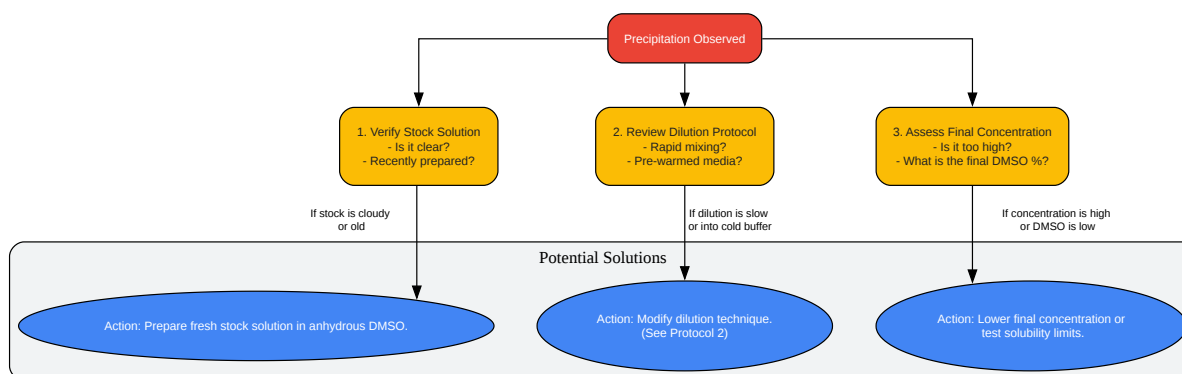 Precipitation Observed
1. Verify Stock Solution
- Is it clear?
- Recently prepared?
2. Review Dilution Protocol
- Rapid mixing?
- Pre-warmed media?
3. Assess Final Concentration
- Is it too high?
- What is the final DMSO %?
If stock is cloudy
or old
If dilution is slow
or into cold buffer
If concentration is high
or DMSO is low
Potential Solutions
Action: Prepare fresh stock solution in anhydrous DMSO.
Action: Modify dilution technique.
(See Protocol 2)
Action: Lower final concentration or
test solubility limits.